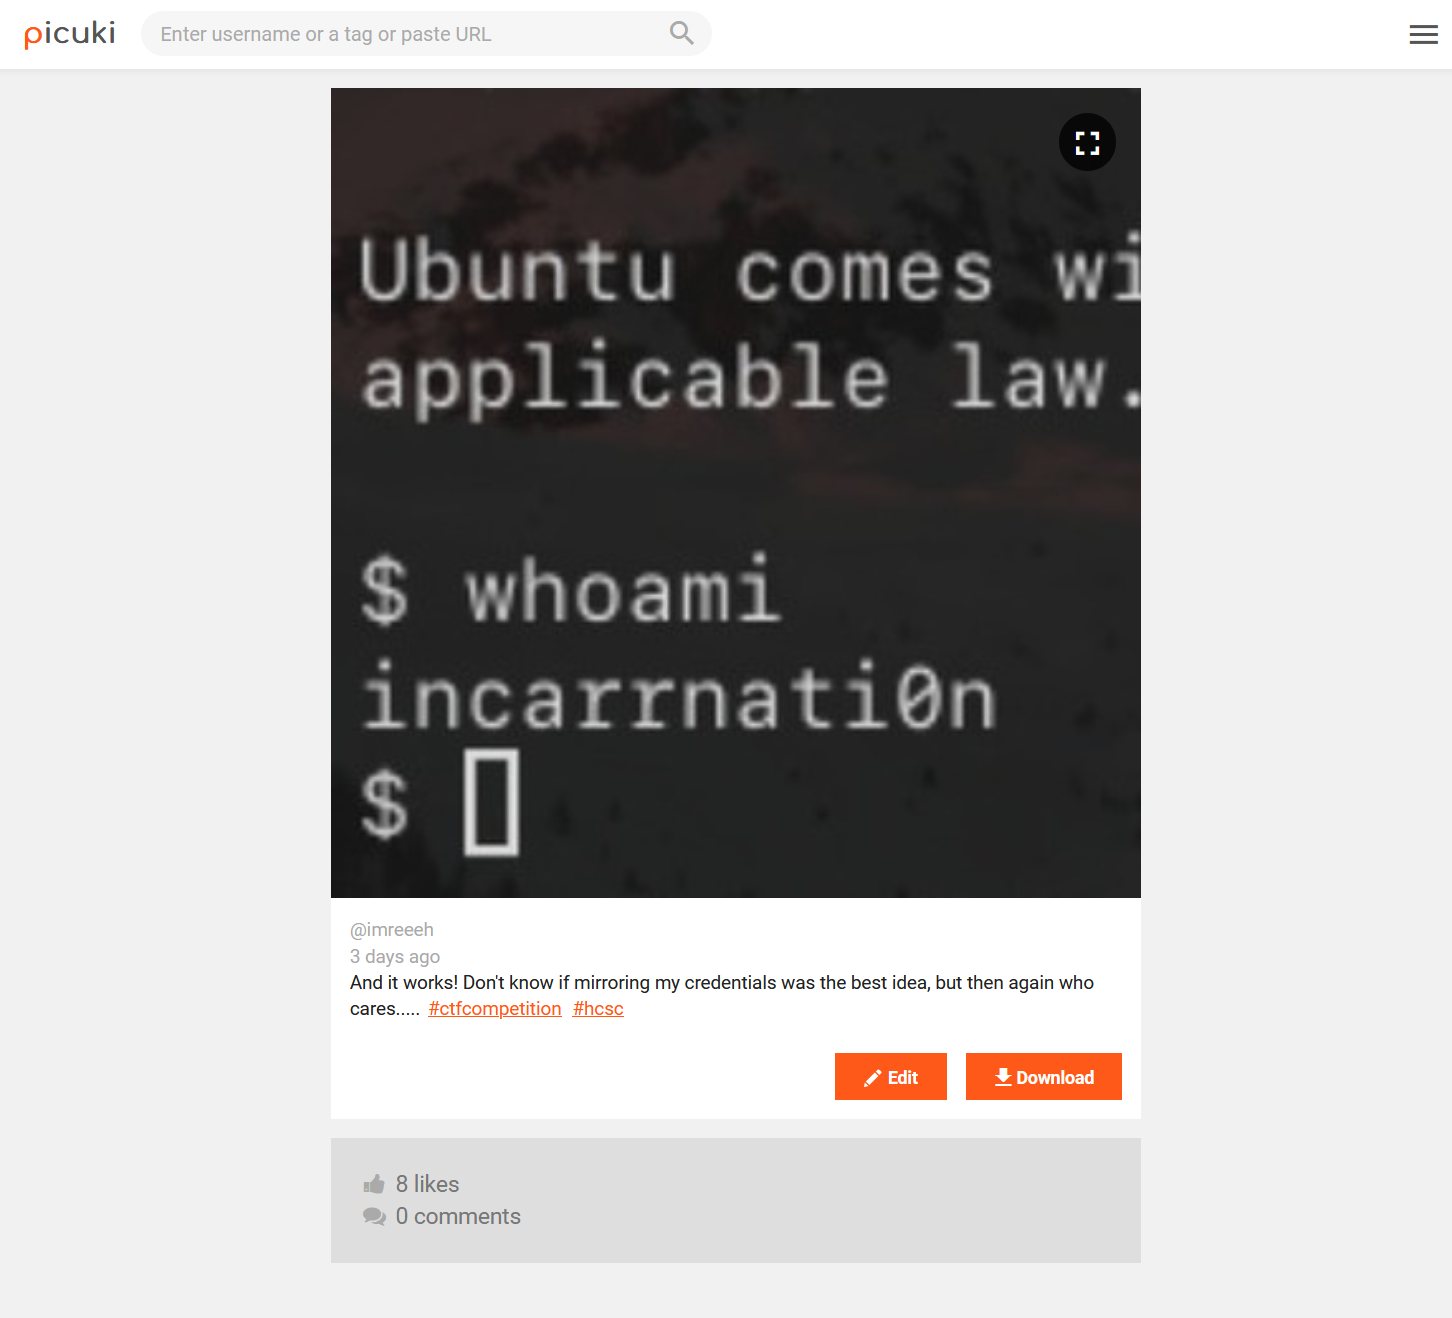 picuki
Enter username or a tag or paste URL
Ubuntu comes wi
applicable law.
$ whoami
incarrnati0n
$
@imreeeh
3 days ago
And it works! Don't know if mirroring my credentials was the best idea, but then again who
cares..... #ctfcompetition #hcsc
Edit Download
8 likes
0 comments